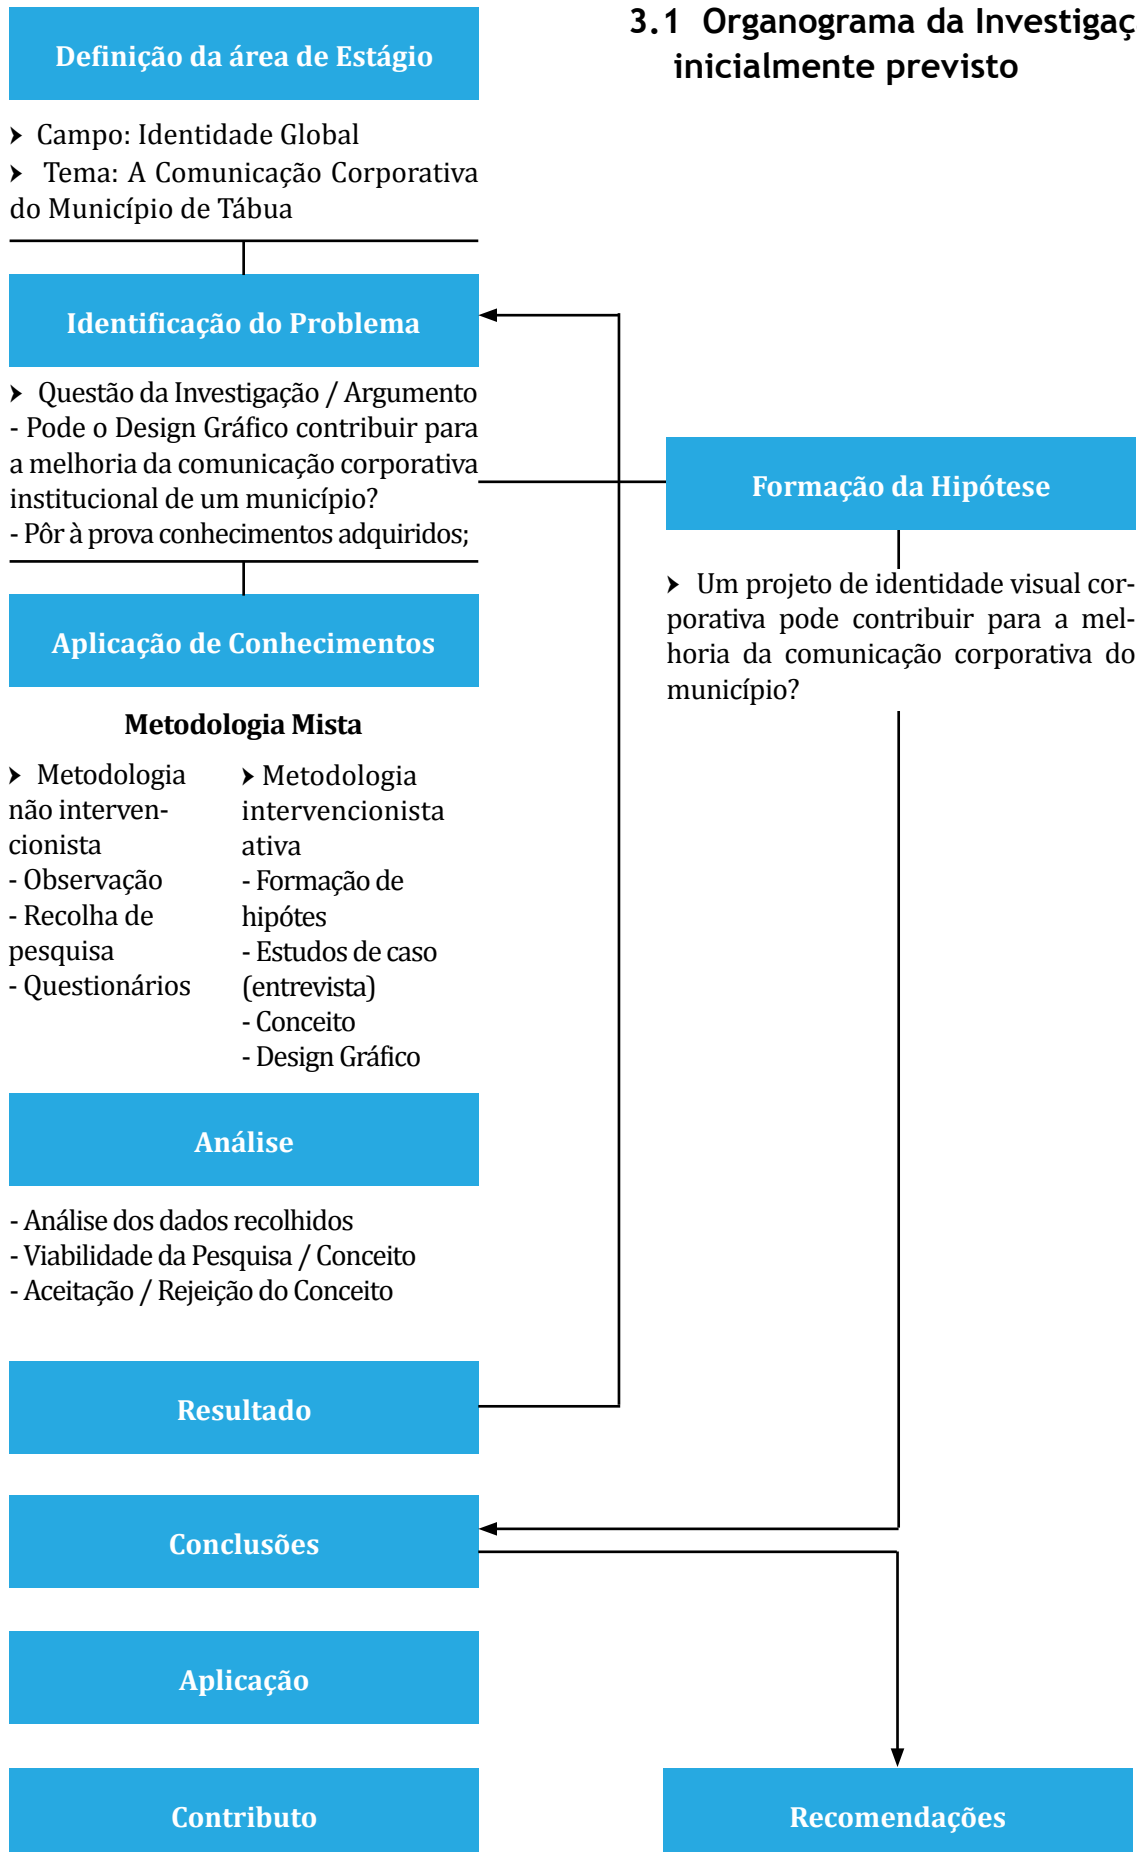 3.1 Organograma da Investigaç
inicialmente previsto
Definição da área de Estágio
➤ Campo: Identidade Global
➤ Tema: A Comunicação Corporativa
do Município de Tábua
Identificação do Problema
➤ Questão da Investigação / Argumento
- Pode o Design Gráfico contribuir para
a melhoria da comunicação corporativa
institucional de um município?
- Pôr à prova conhecimentos adquiridos;
Formação da Hipótese
➤ Um projeto de identidade visual cor-
porativa pode contribuir para a mel-
horia da comunicação corporativa do
município?
Aplicação de Conhecimentos
Metodologia Mista
➤ Metodologia
não interven-
cionista
- Observação
- Recolha de
pesquisa
- Questionários
➤ Metodologia
intervencionista
ativa
- Formação de
hipótes
- Estudos de caso
(entrevista)
- Conceito
- Design Gráfico
Análise
- Análise dos dados recolhidos
- Viabilidade da Pesquisa / Conceito
- Aceitação / Rejeição do Conceito
Resultado
Conclusões
Aplicação
Contributo
Recomendações